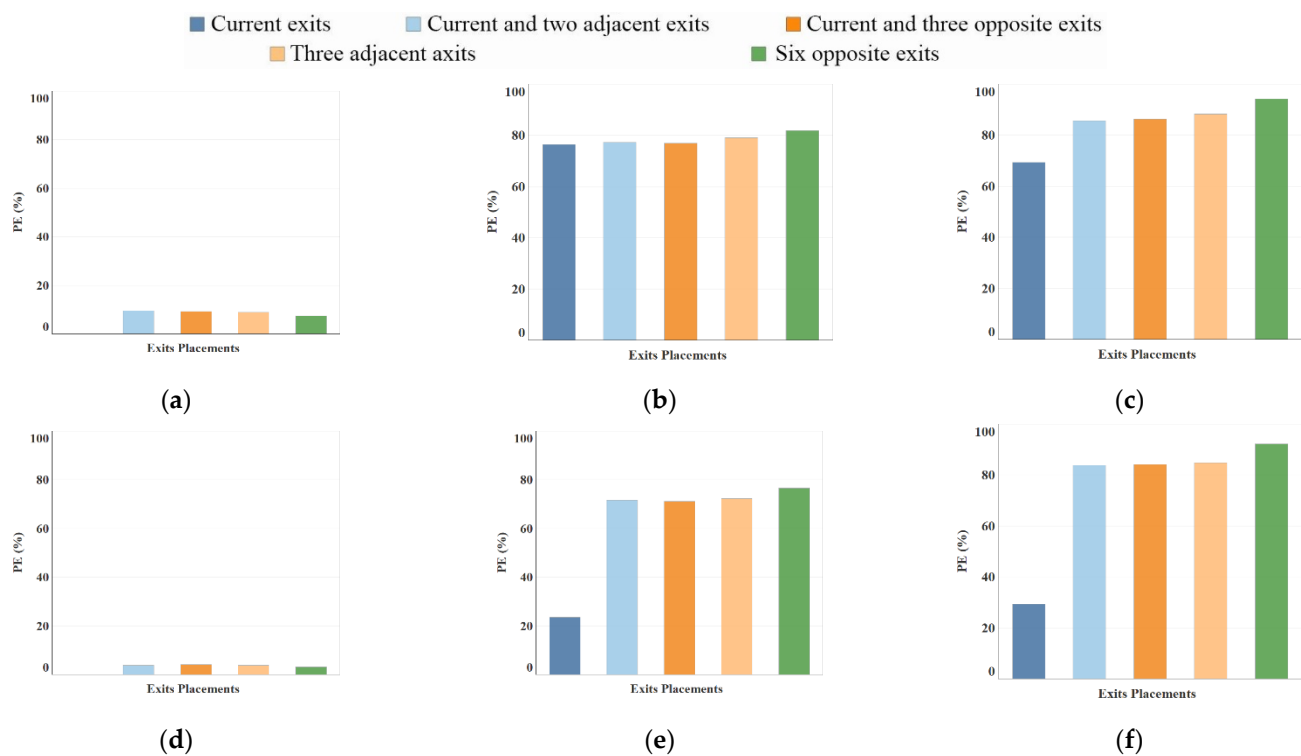 Current exits Current and two adjacent exits Current and three opposite exits
Three adjacent axits Six opposite exits
100
80
60
40
20
0
PE (%)
Exits Placements
(a)
100
80
60
40
20
0
PE (%)
Exits Placements
(b)
100
80
60
40
20
0
PE (%)
Exits Placements
(c)
100
80
60
40
20
0
PE (%)
Exits Placements
(d)
100
80
60
40
20
0
PE (%)
Exits Placements
(e)
100
80
60
40
20
0
PE (%)
Exits Placements
(f)